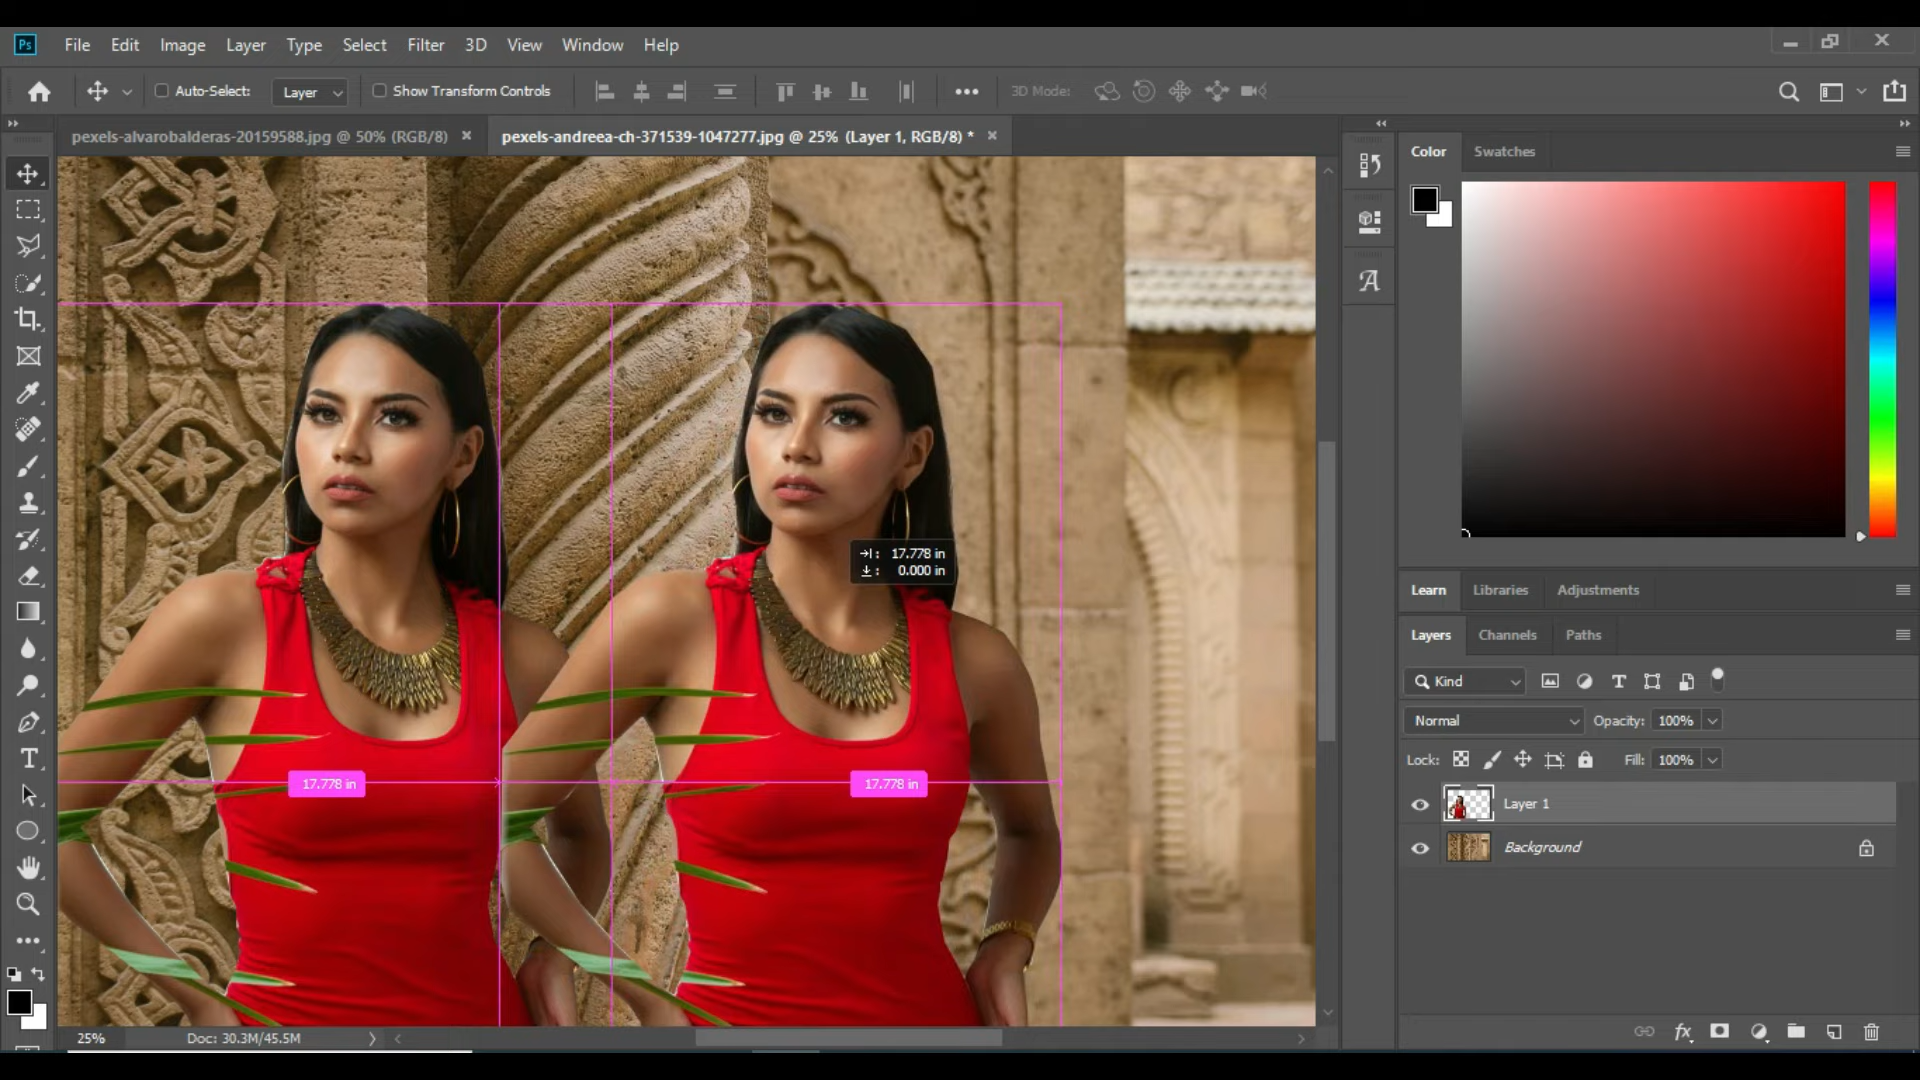 Ps File Edit Image Layer Type Select Filter 3D View Window Help
Auto-Select: Layer Show Transform Controls 3D Mode:
pexels-alvarobalderas-20159588.jpg @ 50% (RGB/8) × pexels-andreea-ch-371539-1047277.jpg @ 25% (Layer 1, RGB/8) * ×
Color Swatches
17.778 in
0.000 in
17.778 in 17.778 in
Learn Libraries Adjustments
Layers Channels Paths
Kind
Normal Opacity: 100%
Lock: Fill: 100%
Layer 1
Background
fx
25% Doc: 30.3M/45.5M